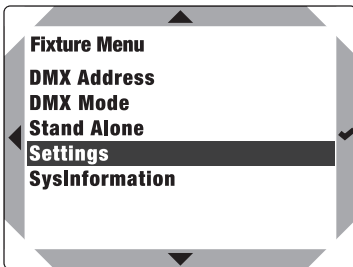 Fixture Menu
DMX Address
DMX Mode
Stand Alone
Settings
SysInformation